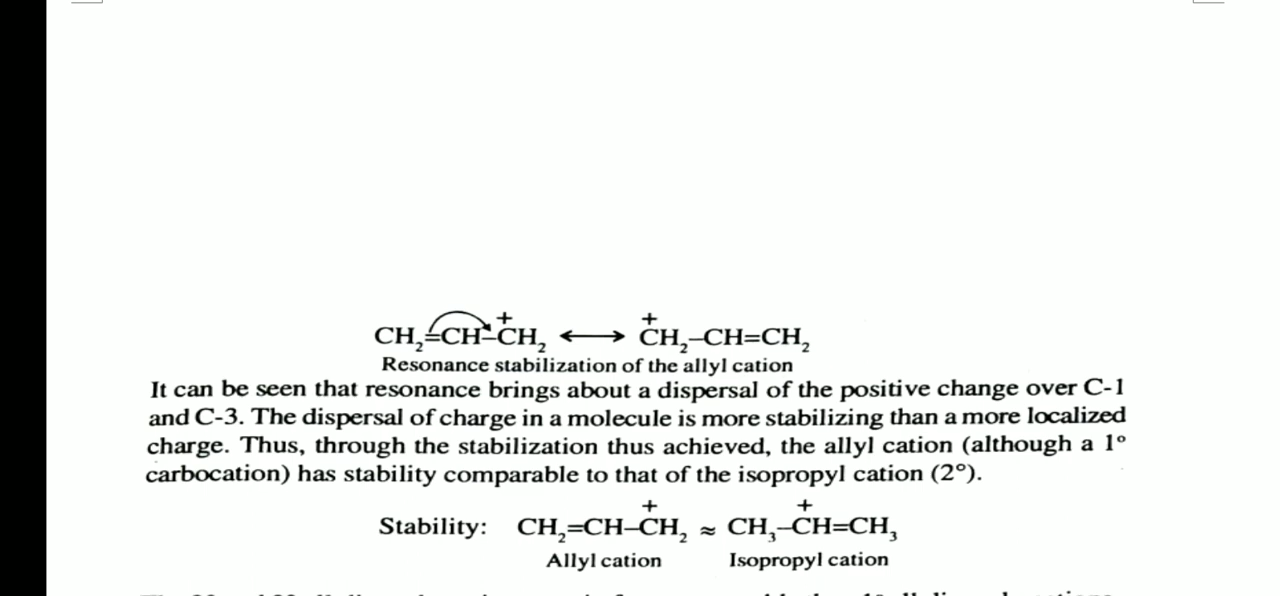 CH₂=CH–C⁺H₂ ⟷ C⁺H₂–CH=CH₂
Resonance stabilization of the allyl cation
It can be seen that resonance brings about a dispersal of the positive change over C-1
and C-3. The dispersal of charge in a molecule is more stabilizing than a more localized
charge. Thus, through the stabilization thus achieved, the allyl cation (although a 1°
carbocation) has stability comparable to that of the isopropyl cation (2°).
Stability: CH₂=CH–C⁺H₂ ≈ CH₃–C⁺H=CH₃
Allyl cation Isopropyl cation